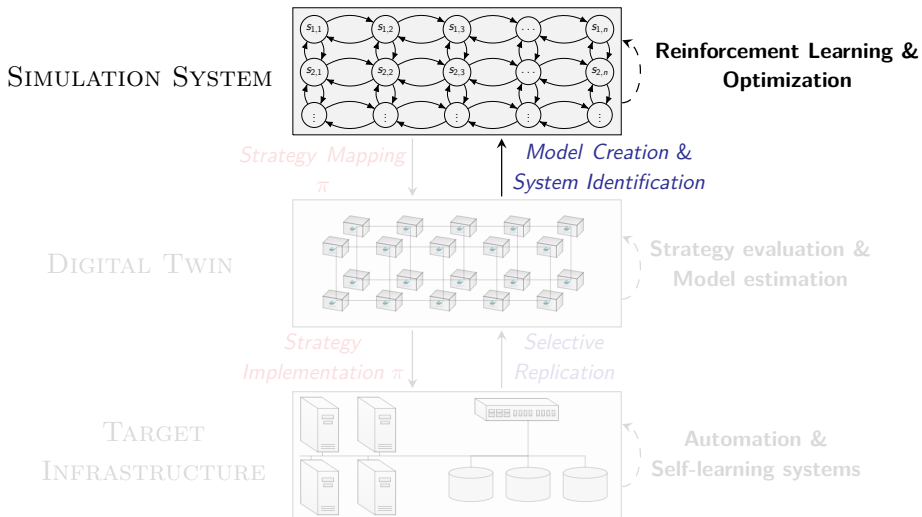 s1,1 s1,2 s1,3 ... s1,n
Simulation System
s2,1 s2,2 s2,3 ... s2,n
Reinforcement Learning &
Optimization
⋮ ⋮ ⋮ ⋮ ⋮
Strategy Mapping
π
Model Creation &
System Identification
Digital Twin
Strategy evaluation &
Model estimation
Strategy
Implementation π
Selective
Replication
Target
Infrastructure
Automation &
Self-learning systems